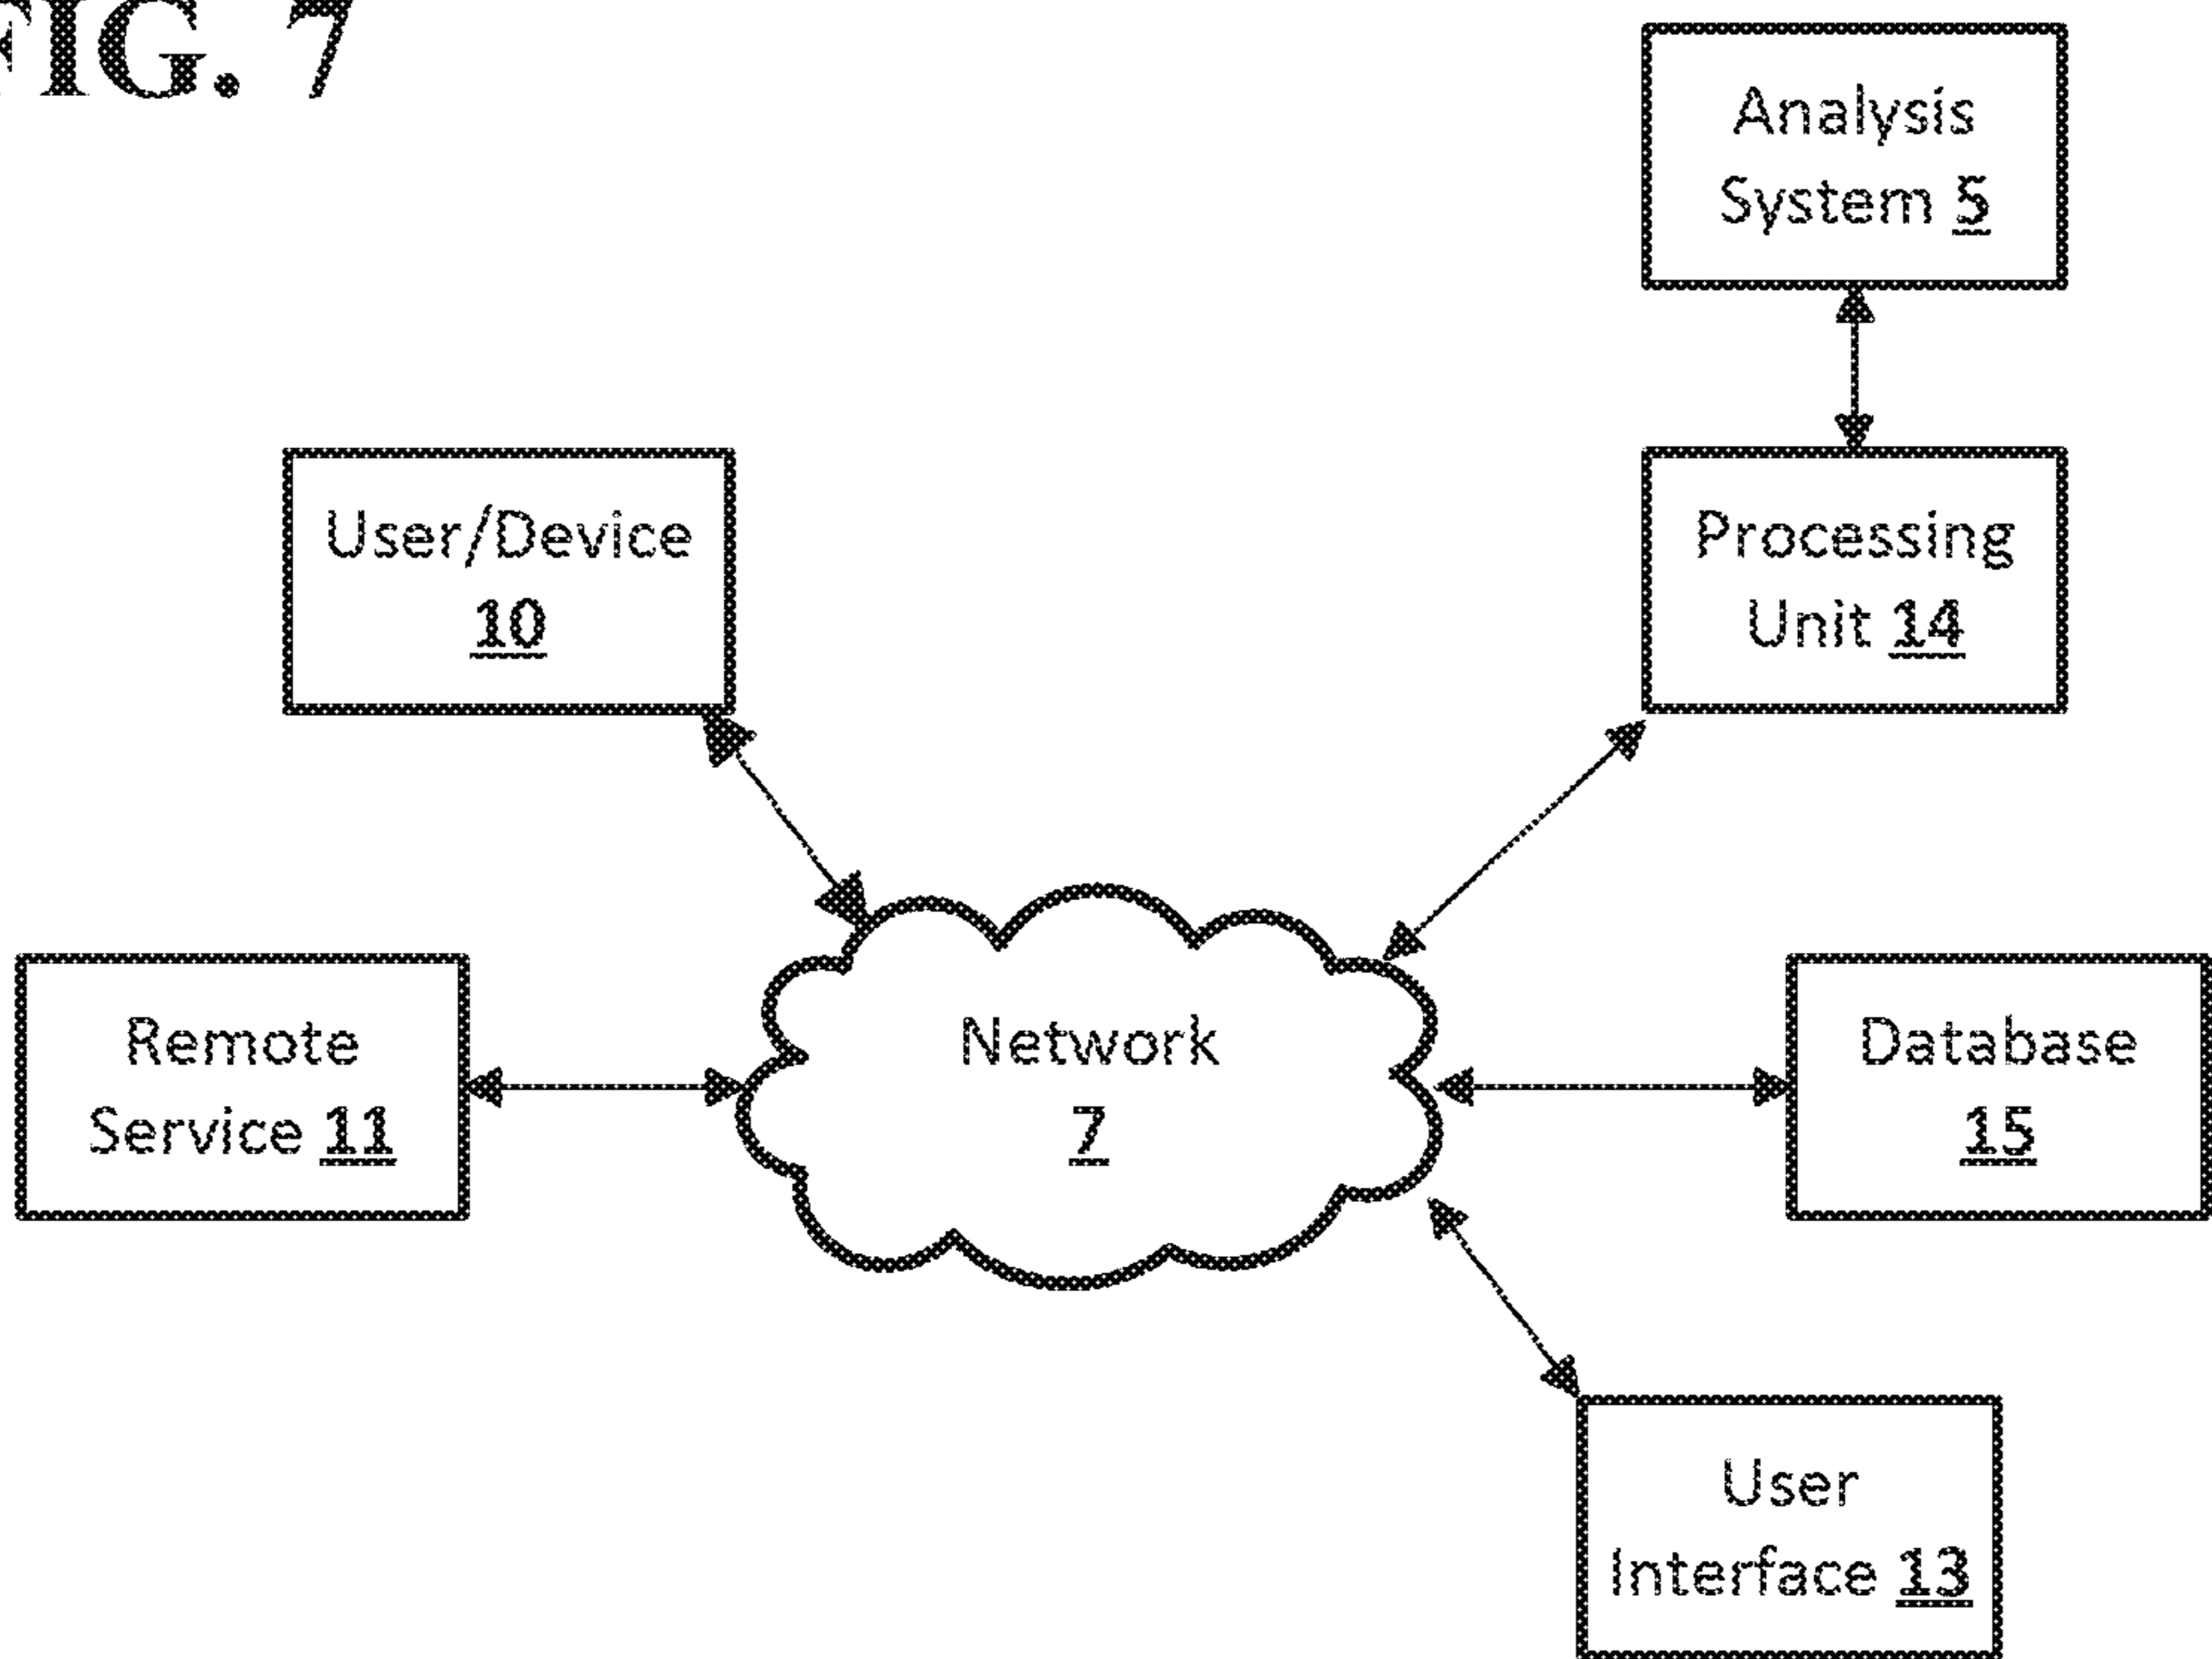 FIG. 7
Analysis
System 5
User/Device
10
Processing
Unit 14
Remote
Service 11
Network
7
Database
15
User
Interface 13